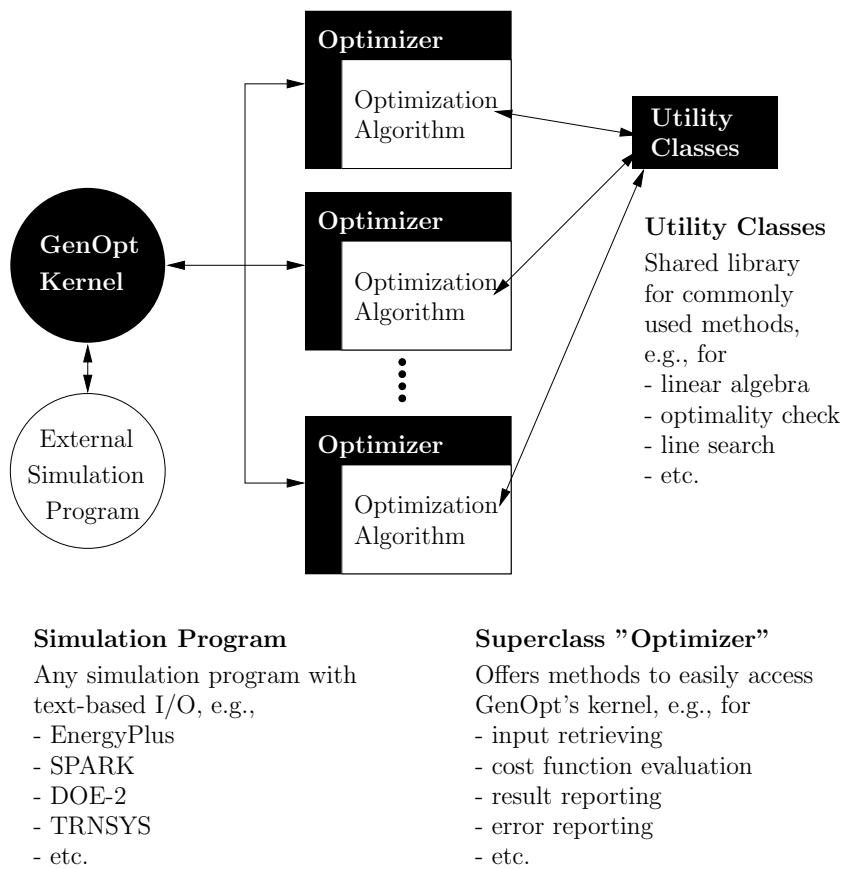 Optimizer
Optimization
Algorithm
Utility
Classes
GenOpt
Kernel
Optimizer
Optimization
Algorithm
External
Simulation
Program
Optimizer
Optimization
Algorithm
Utility Classes
Shared library
for commonly
used methods,
e.g., for
- linear algebra
- optimality check
- line search
- etc.
Simulation Program
Any simulation program with
text-based I/O, e.g.,
- EnergyPlus
- SPARK
- DOE-2
- TRNSYS
- etc.
Superclass ”Optimizer”
Offers methods to easily access
GenOpt’s kernel, e.g., for
- input retrieving
- cost function evaluation
- result reporting
- error reporting
- etc.